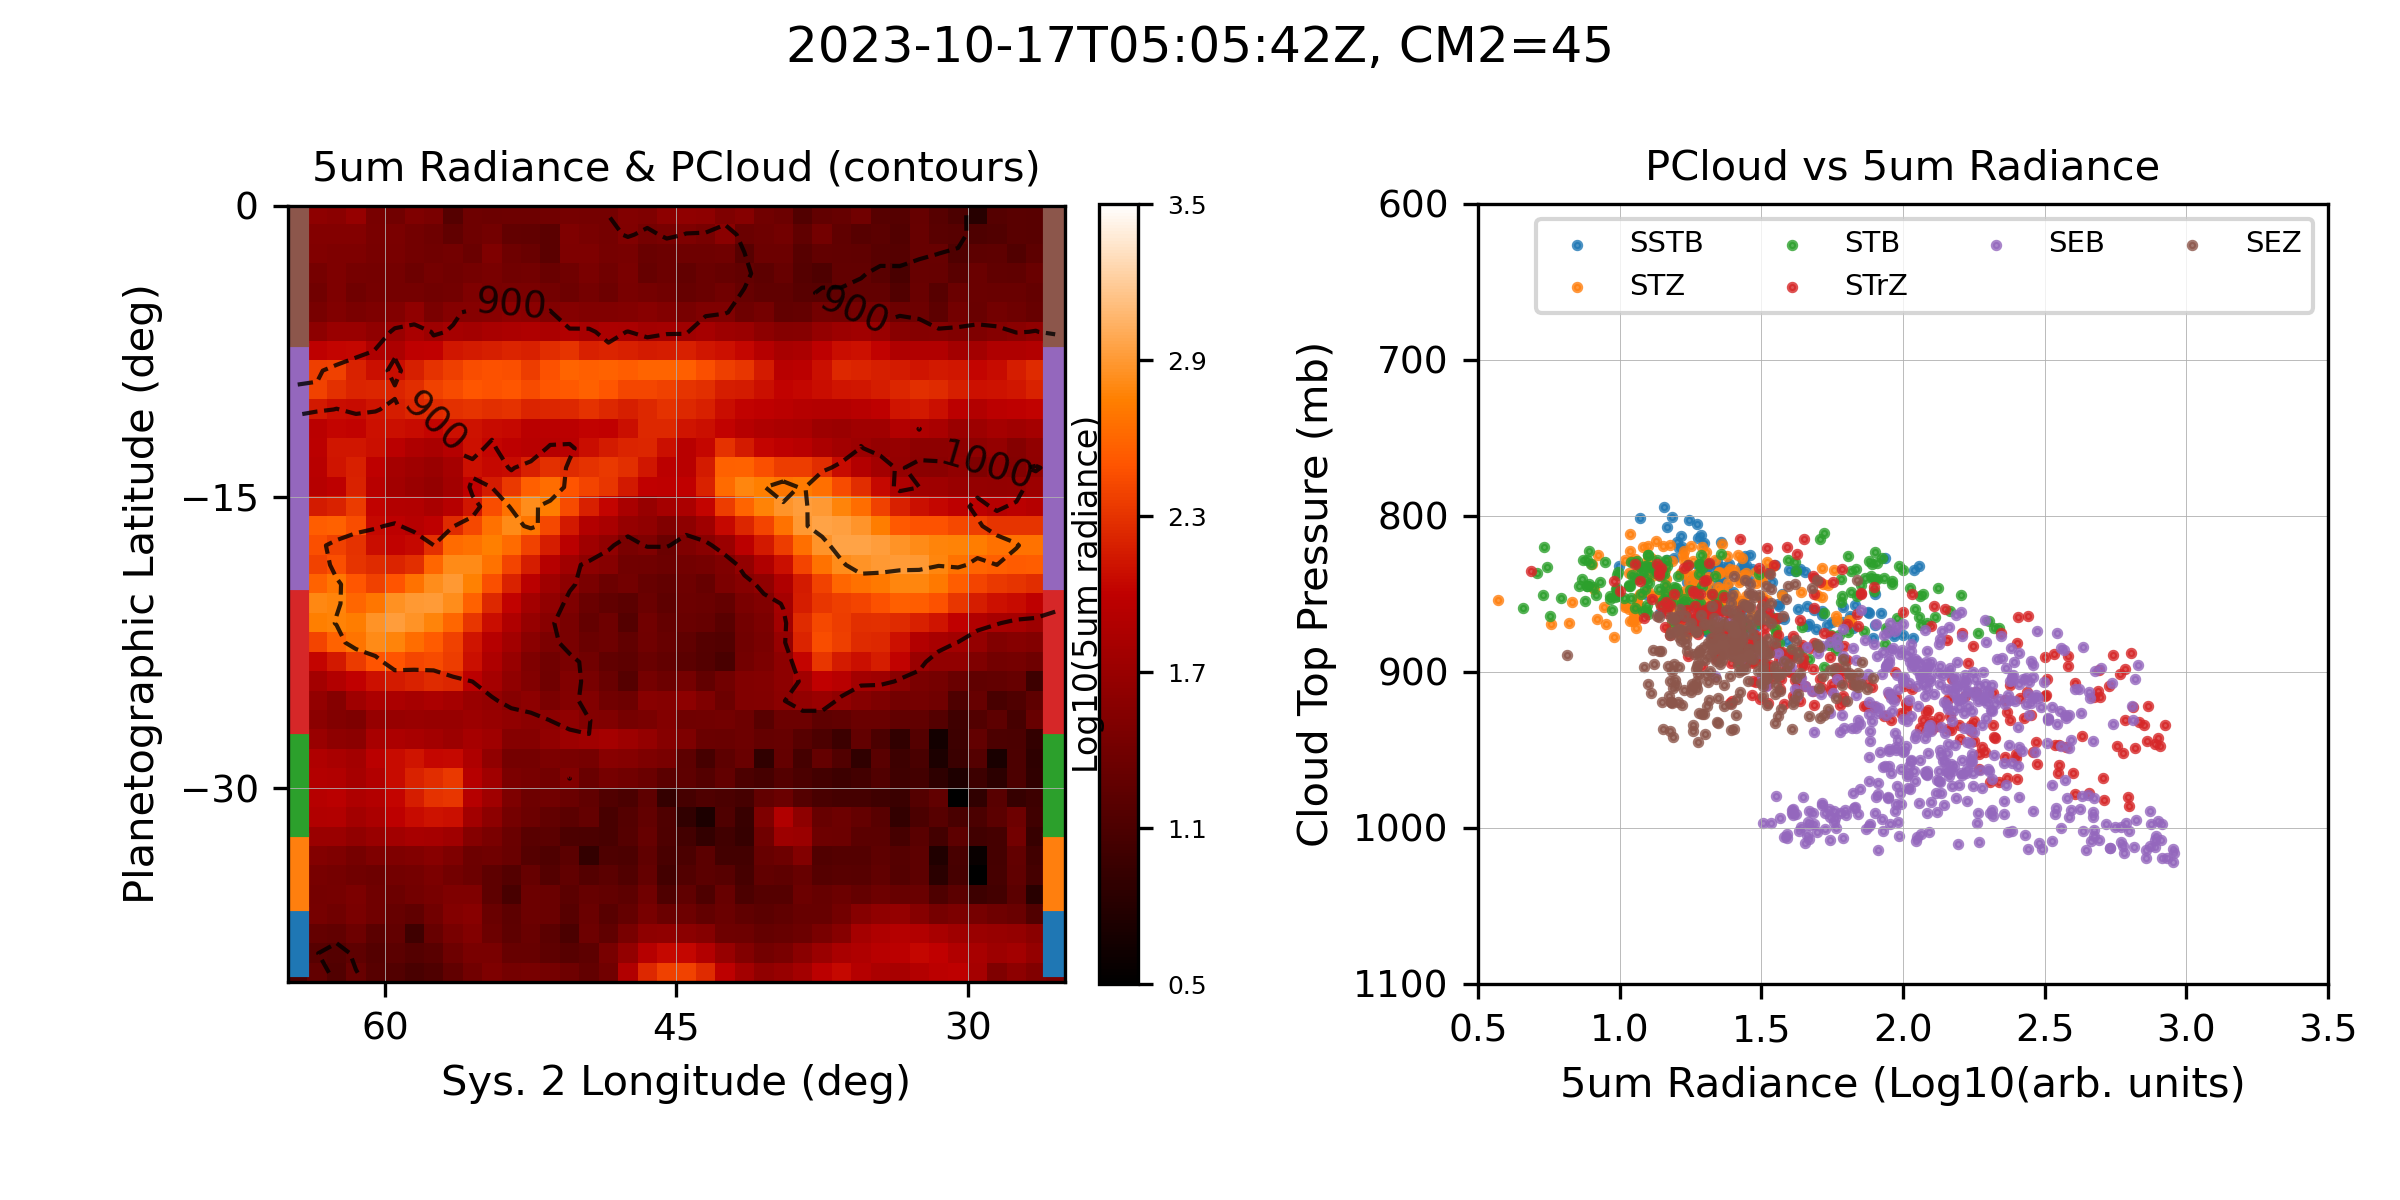 2023-10-17T05:05:42Z, CM2=45
5um Radiance & PCloud (contours)
0
−15
−30
Planetographic Latitude (deg)
60
45
30
Sys. 2 Longitude (deg)
900
900
900
1000
3.5
2.9
2.3
1.7
1.1
0.5
Log10(5um radiance)
PCloud vs 5um Radiance
600
700
800
900
1000
1100
Cloud Top Pressure (mb)
SSTB
STZ
STB
STrZ
SEB
SEZ
0.5
1.0
1.5
2.0
2.5
3.0
3.5
5um Radiance (Log10(arb. units)